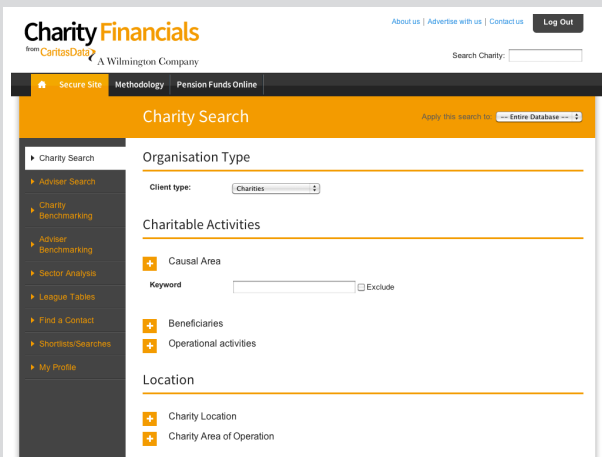 About us | Advertise with us | Contact us
Log Out
Charity Financials
from CaritasData
A Wilmington Company
Search Charity:
Secure Site
Methodology
Pension Funds Online
Charity Search
Apply this search to:
-- Entire Database --
Charity Search
Adviser Search
Charity
Benchmarking
Adviser
Benchmarking
Sector Analysis
League Tables
Find a Contact
Shortlists/Searches
My Profile
Organisation Type
Client type:
Charities
Charitable Activities
Causal Area
Keyword
Exclude
Beneficiaries
Operational activities
Location
Charity Location
Charity Area of Operation